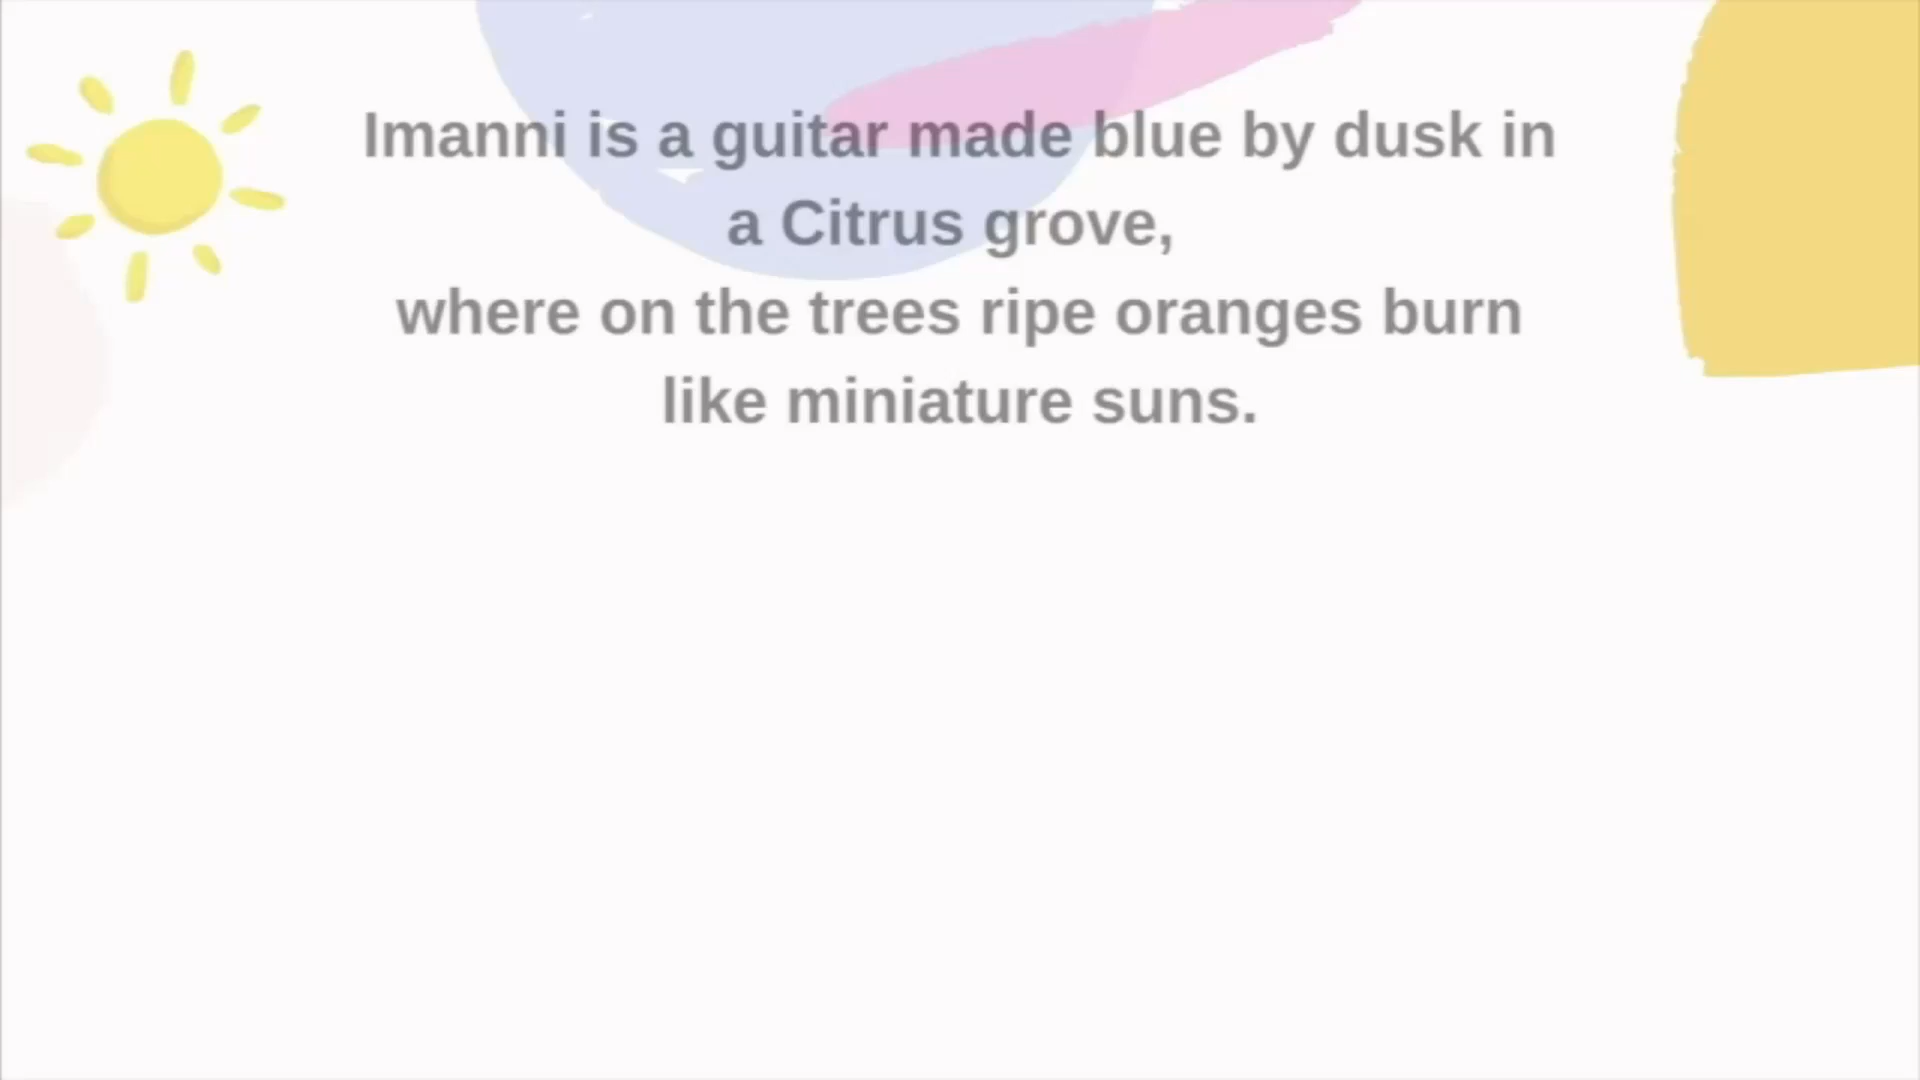 Imanni is a guitar made blue by dusk in
a Citrus grove,
where on the trees ripe oranges burn
like miniature suns.